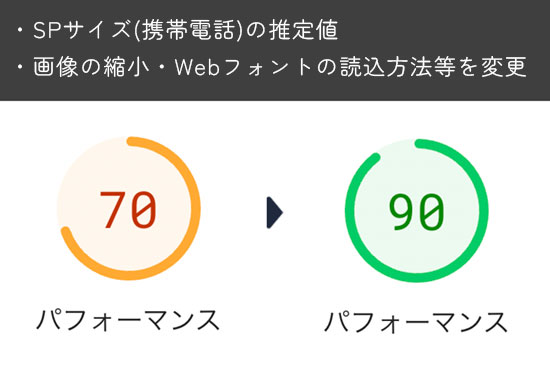 ・SPサイズ(携帯電話)の推定値
・画像の縮小・Webフォントの読込方法等を変更
70
90
パフォーマンス
パフォーマンス